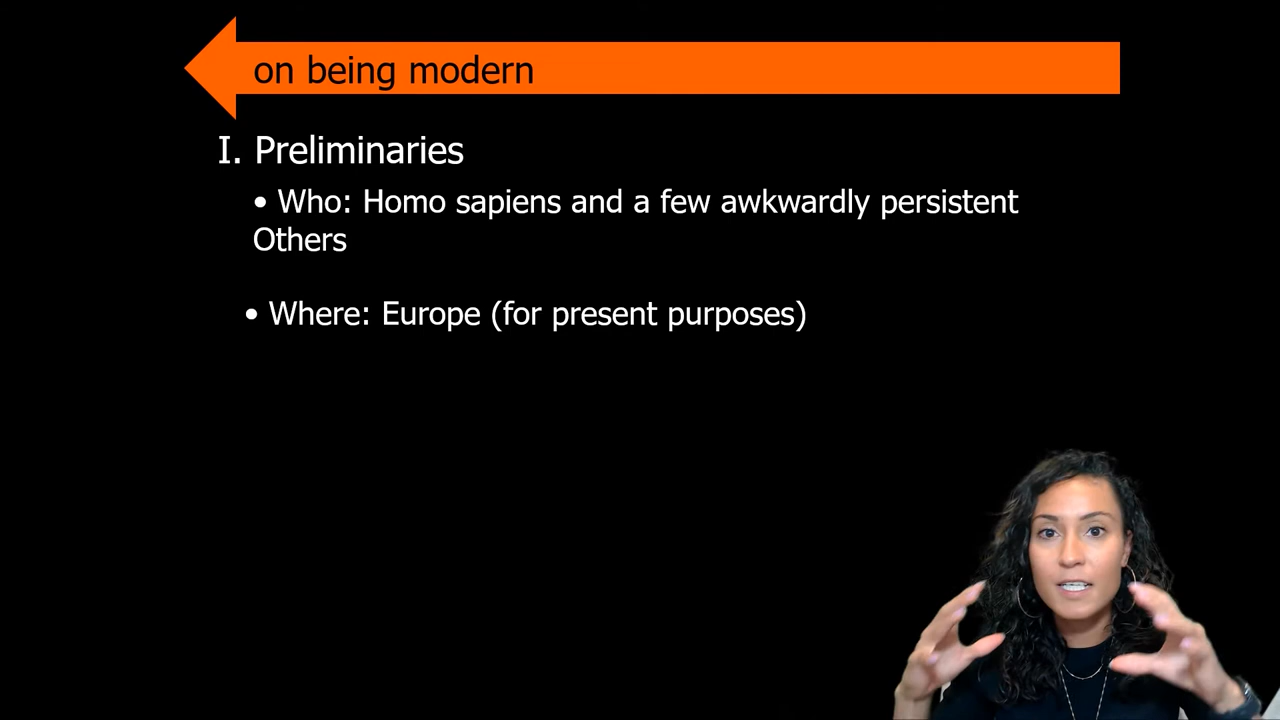 on being modern
I. Preliminaries
• Who: Homo sapiens and a few awkwardly persistent
Others
• Where: Europe (for present purposes)